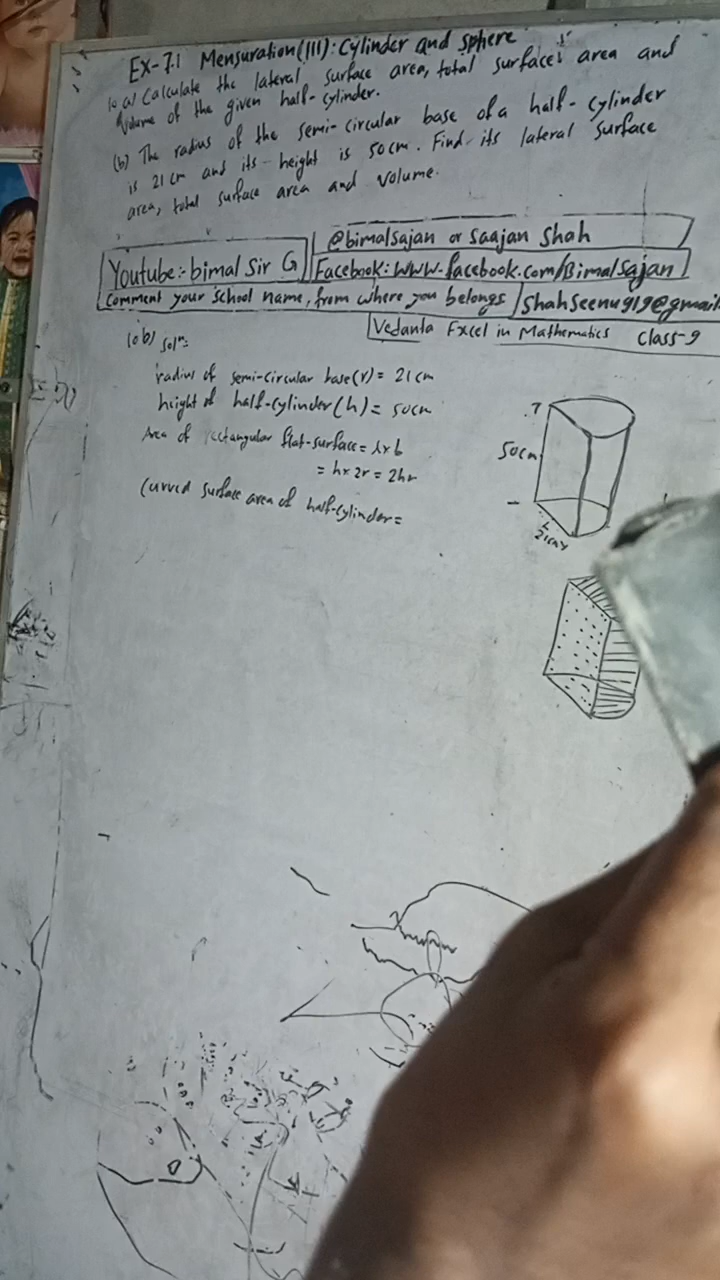 Ex-7.1 Mensuration(III): Cylinder and sphere
10 a) Calculate the lateral surface area, total surface area and
Volume of the given half-cylinder.
(b) The radius of the semi-circular base of a half-cylinder
is 21 cm and its height is 50 cm. Find its lateral surface
area, total surface area and volume.
@bimalsajan or Saajan Shah
Youtube:- bimal Sir G
Facebook: WWW.facebook.com/Bimalsajan
Comment your school name, from where you belongs
Shahseenu919@gmail
Vedanta Excel in Mathematics Class-9
10 b) Solⁿ:
radius of semi-circular base(r) = 21 cm
height of half-cylinder (h) = 50cm
Area of rectangular flat-surface = l×b
= h×2r = 2hr
Curved surface area of half-cylinder =
50cm
21cm